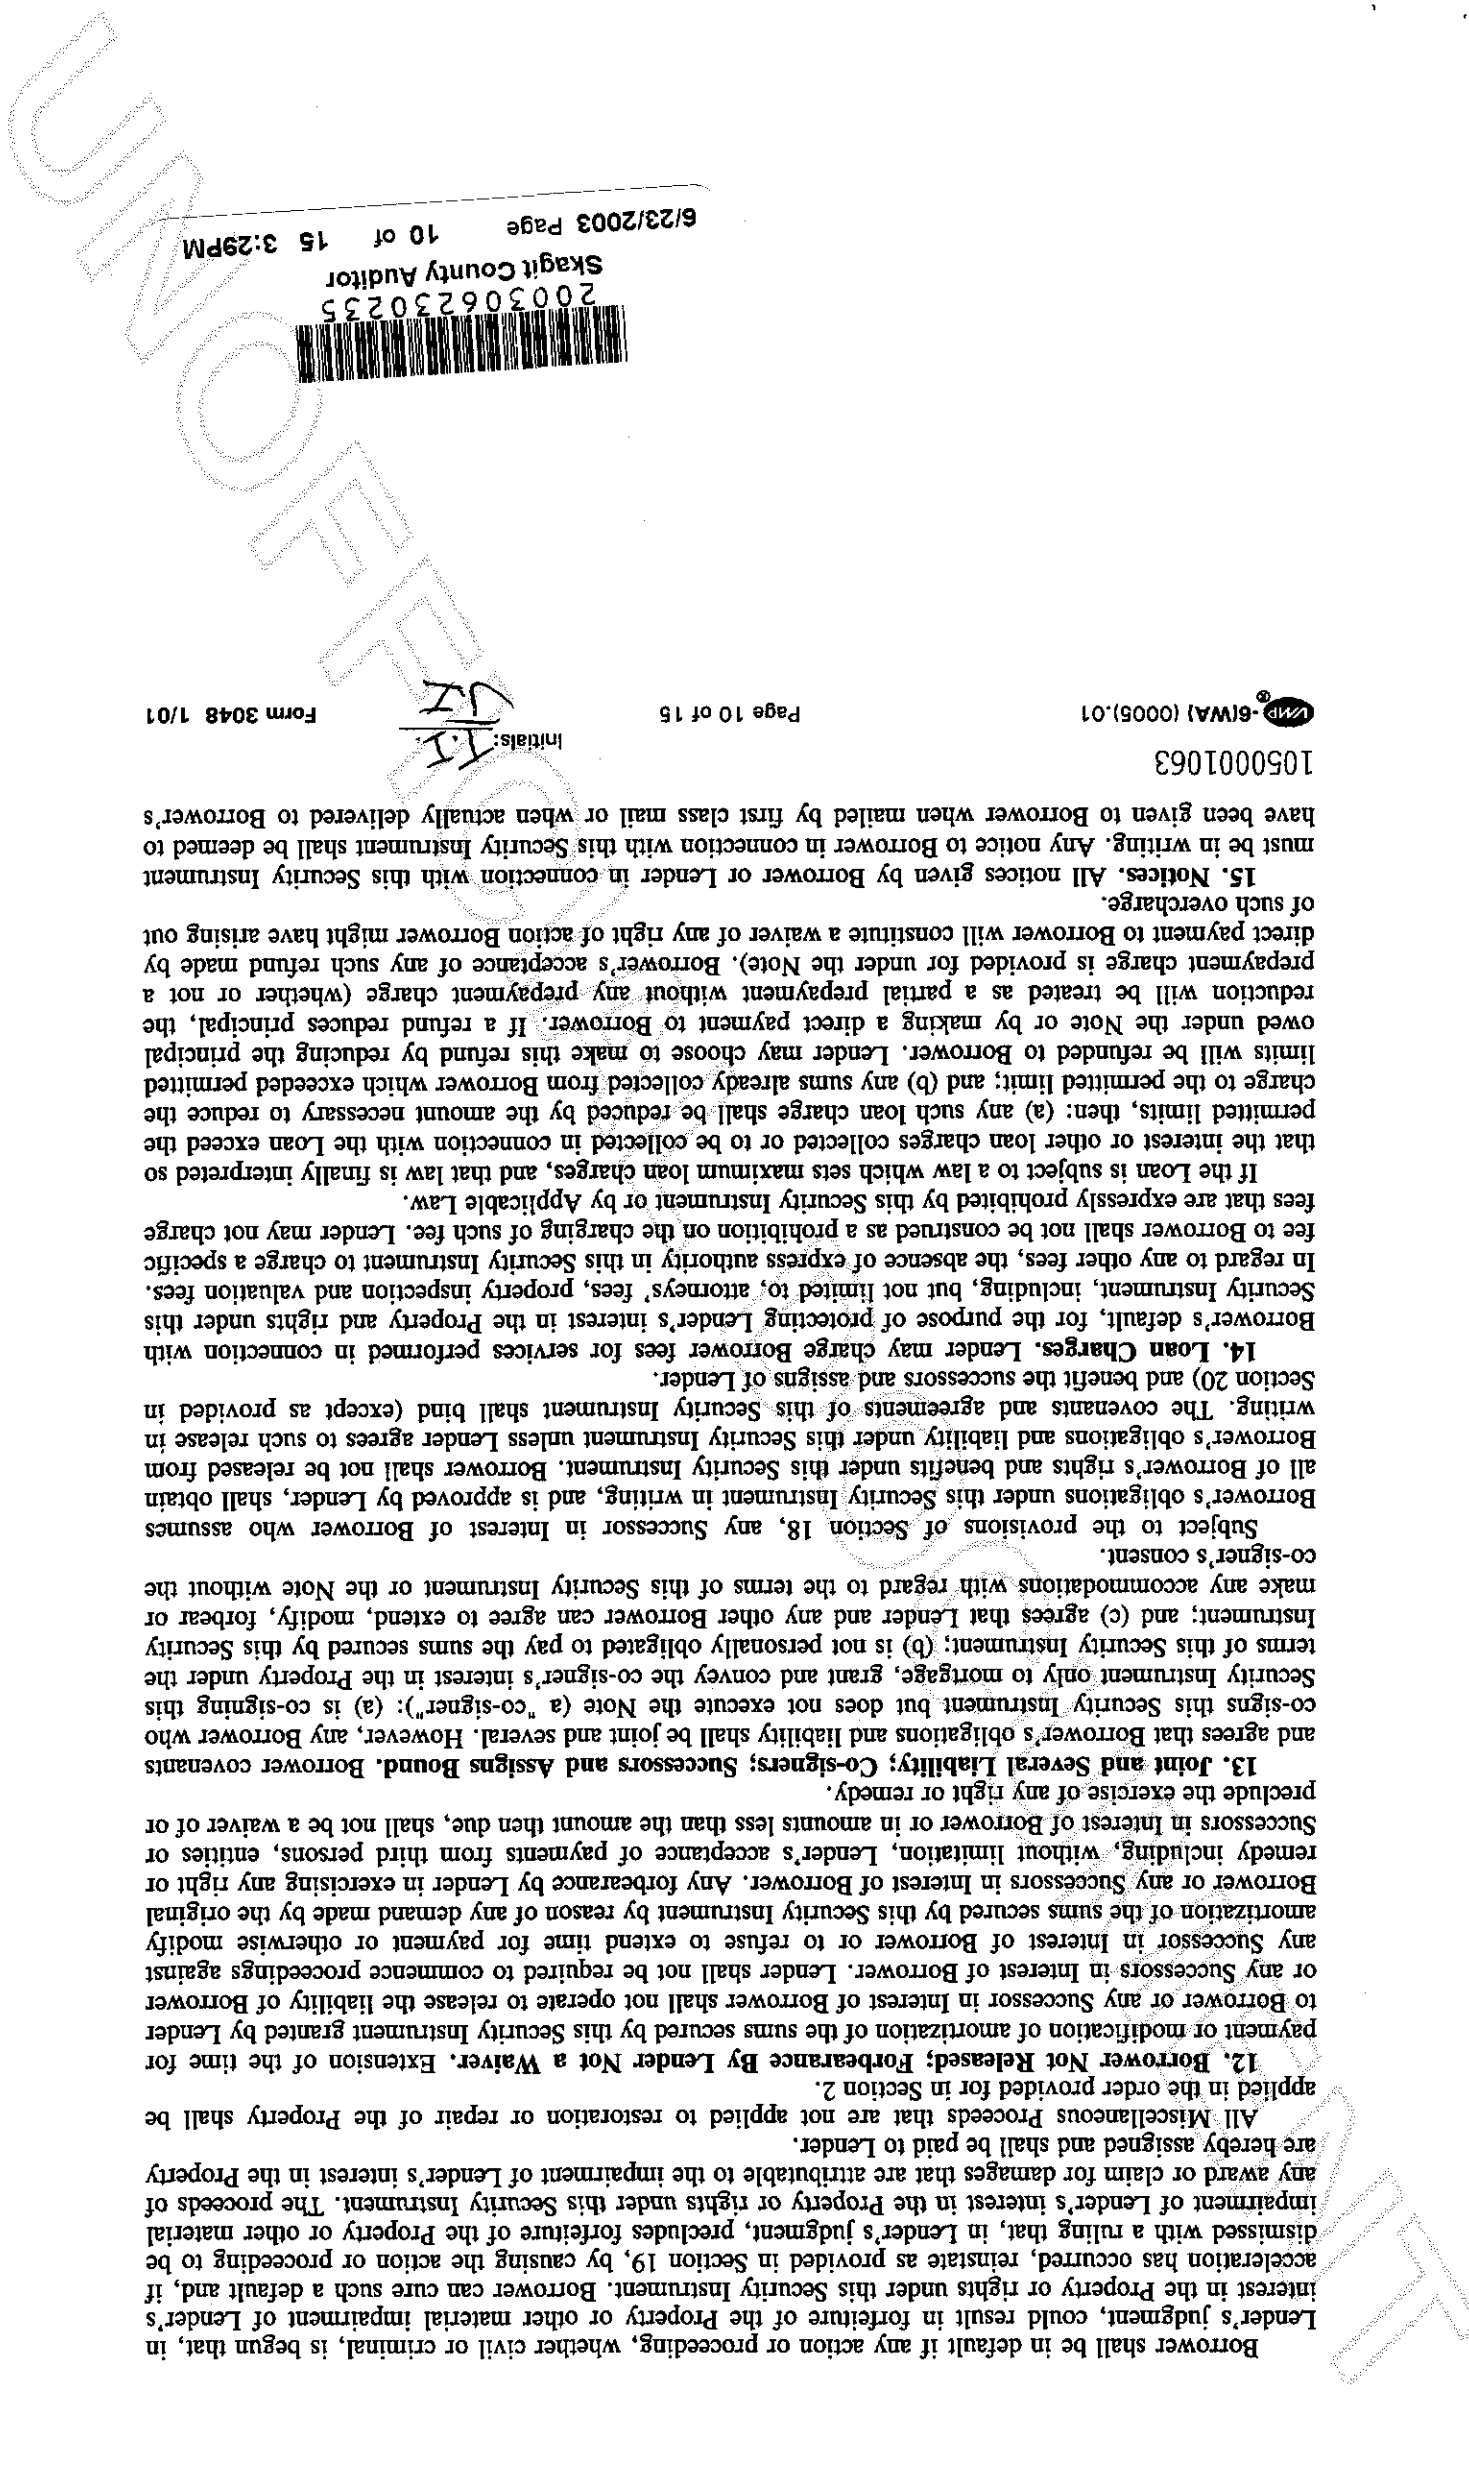 Borrower shall be in default if any action or proceeding, whether civil or criminal, is begun that, in
Lender's judgment, could result in forfeiture of the Property or other material impairment of Lender's
interest in the Property or rights under this Security Instrument. Borrower can cure such a default and, if
acceleration has occurred, reinstate as provided in Section 19, by causing the action or proceeding to be
dismissed with a ruling that, in Lender's judgment, precludes forfeiture of the Property or other material
impairment of Lender's interest in the Property or rights under this Security Instrument. The proceeds of
any award or claim for damages that are attributable to the impairment of Lender's interest in the Property
are hereby assigned and shall be paid to Lender.
All Miscellaneous Proceeds that are not applied to restoration or repair of the Property shall be
applied in the order provided for in Section 2.
12. Borrower Not Released; Forbearance By Lender Not a Waiver. Extension of the time for
payment or modification of amortization of the sums secured by this Security Instrument granted by Lender
to Borrower or any Successor in Interest of Borrower shall not operate to release the liability of Borrower
or any Successors in Interest of Borrower. Lender shall not be required to commence proceedings against
any Successor in Interest of Borrower or to refuse to extend time for payment or otherwise modify
amortization of the sums secured by this Security Instrument by reason of any demand made by the original
Borrower or any Successors in Interest of Borrower. Any forbearance by Lender in exercising any right or
remedy including, without limitation, Lender's acceptance of payments from third persons, entities or
Successors in Interest of Borrower or in amounts less than the amount then due, shall not be a waiver of or
preclude the exercise of any right or remedy.
13. Joint and Several Liability; Co-signers; Successors and Assigns Bound. Borrower covenants
and agrees that Borrower's obligations and liability shall be joint and several. However, any Borrower who
co-signs this Security Instrument but does not execute the Note (a "co-signer"): (a) is co-signing this
Security Instrument only to mortgage, grant and convey the co-signer's interest in the Property under the
terms of this Security Instrument; (b) is not personally obligated to pay the sums secured by this Security
Instrument; and (c) agrees that Lender and any other Borrower can agree to extend, modify, forbear or
make any accommodations with regard to the terms of this Security Instrument or the Note without the
co-signer's consent.
Subject to the provisions of Section 18, any Successor in Interest of Borrower who assumes
Borrower's obligations under this Security Instrument in writing, and is approved by Lender, shall obtain
all of Borrower's rights and benefits under this Security Instrument. Borrower shall not be released from
Borrower's obligations and liability under this Security Instrument unless Lender agrees to such release in
writing. The covenants and agreements of this Security Instrument shall bind (except as provided in
Section 20) and benefit the successors and assigns of Lender.
14. Loan Charges. Lender may charge Borrower fees for services performed in connection with
Borrower's default, for the purpose of protecting Lender's interest in the Property and rights under this
Security Instrument, including, but not limited to, attorneys' fees, property inspection and valuation fees.
In regard to any other fees, the absence of express authority in this Security Instrument to charge a specific
fee to Borrower shall not be construed as a prohibition on the charging of such fee. Lender may not charge
fees that are expressly prohibited by this Security Instrument or by Applicable Law.
If the Loan is subject to a law which sets maximum loan charges, and that law is finally interpreted so
that the interest or other loan charges collected or to be collected in connection with the Loan exceed the
permitted limits, then: (a) any such loan charge shall be reduced by the amount necessary to reduce the
charge to the permitted limit; and (b) any sums already collected from Borrower which exceeded permitted
limits will be refunded to Borrower. Lender may choose to make this refund by reducing the principal
owed under the Note or by making a direct payment to Borrower. If a refund reduces principal, the
reduction will be treated as a partial prepayment without any prepayment charge (whether or not a
prepayment charge is provided for under the Note). Borrower's acceptance of any such refund made by
direct payment to Borrower will constitute a waiver of any right of action Borrower might have arising out
of such overcharge.
15. Notices. All notices given by Borrower or Lender in connection with this Security Instrument
must be in writing. Any notice to Borrower in connection with this Security Instrument shall be deemed to
have been given to Borrower when mailed by first class mail or when actually delivered to Borrower's
1050001063
Initials: I.I.
VMP®-6(WA) (0005).01 Page 10 of 15 JI Form 3048 1/01
200306230235
Skagit County Auditor
6/23/2003 Page 10 of 15 3:29PM
UNOFFICIAL DOCUMENT